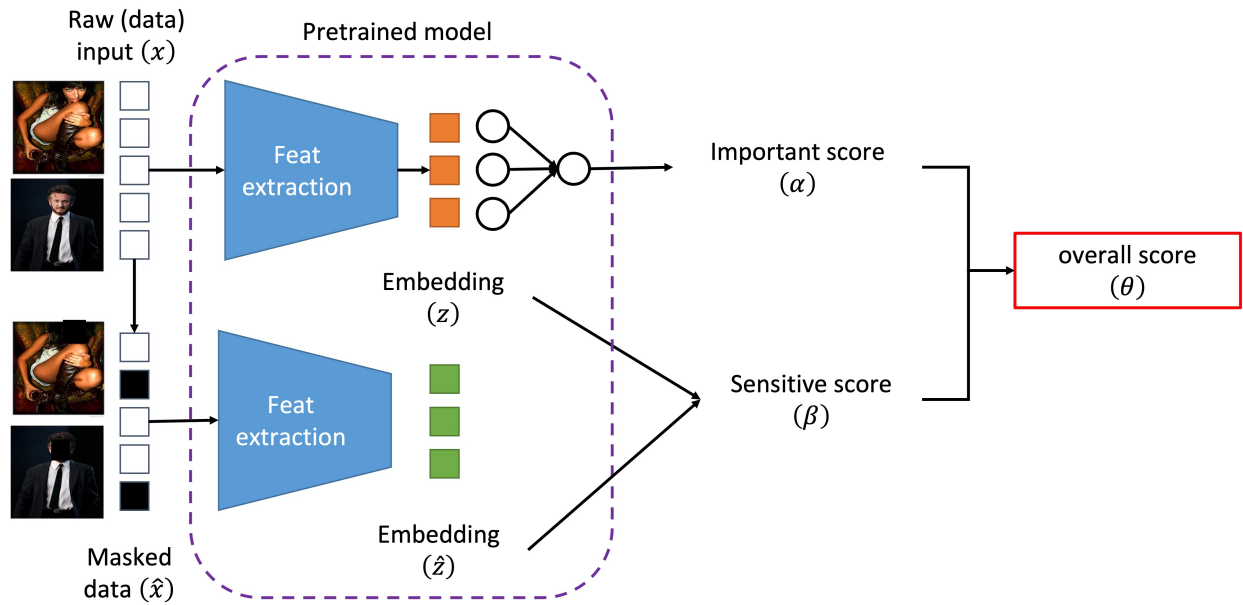 Raw (data)
input (x)
Pretrained model
Feat
extraction
Important score
(α)
overall score
(θ)
Embedding
(z)
Feat
extraction
Sensitive score
(β)
Embedding
(ẑ)
Masked
data (x̂)